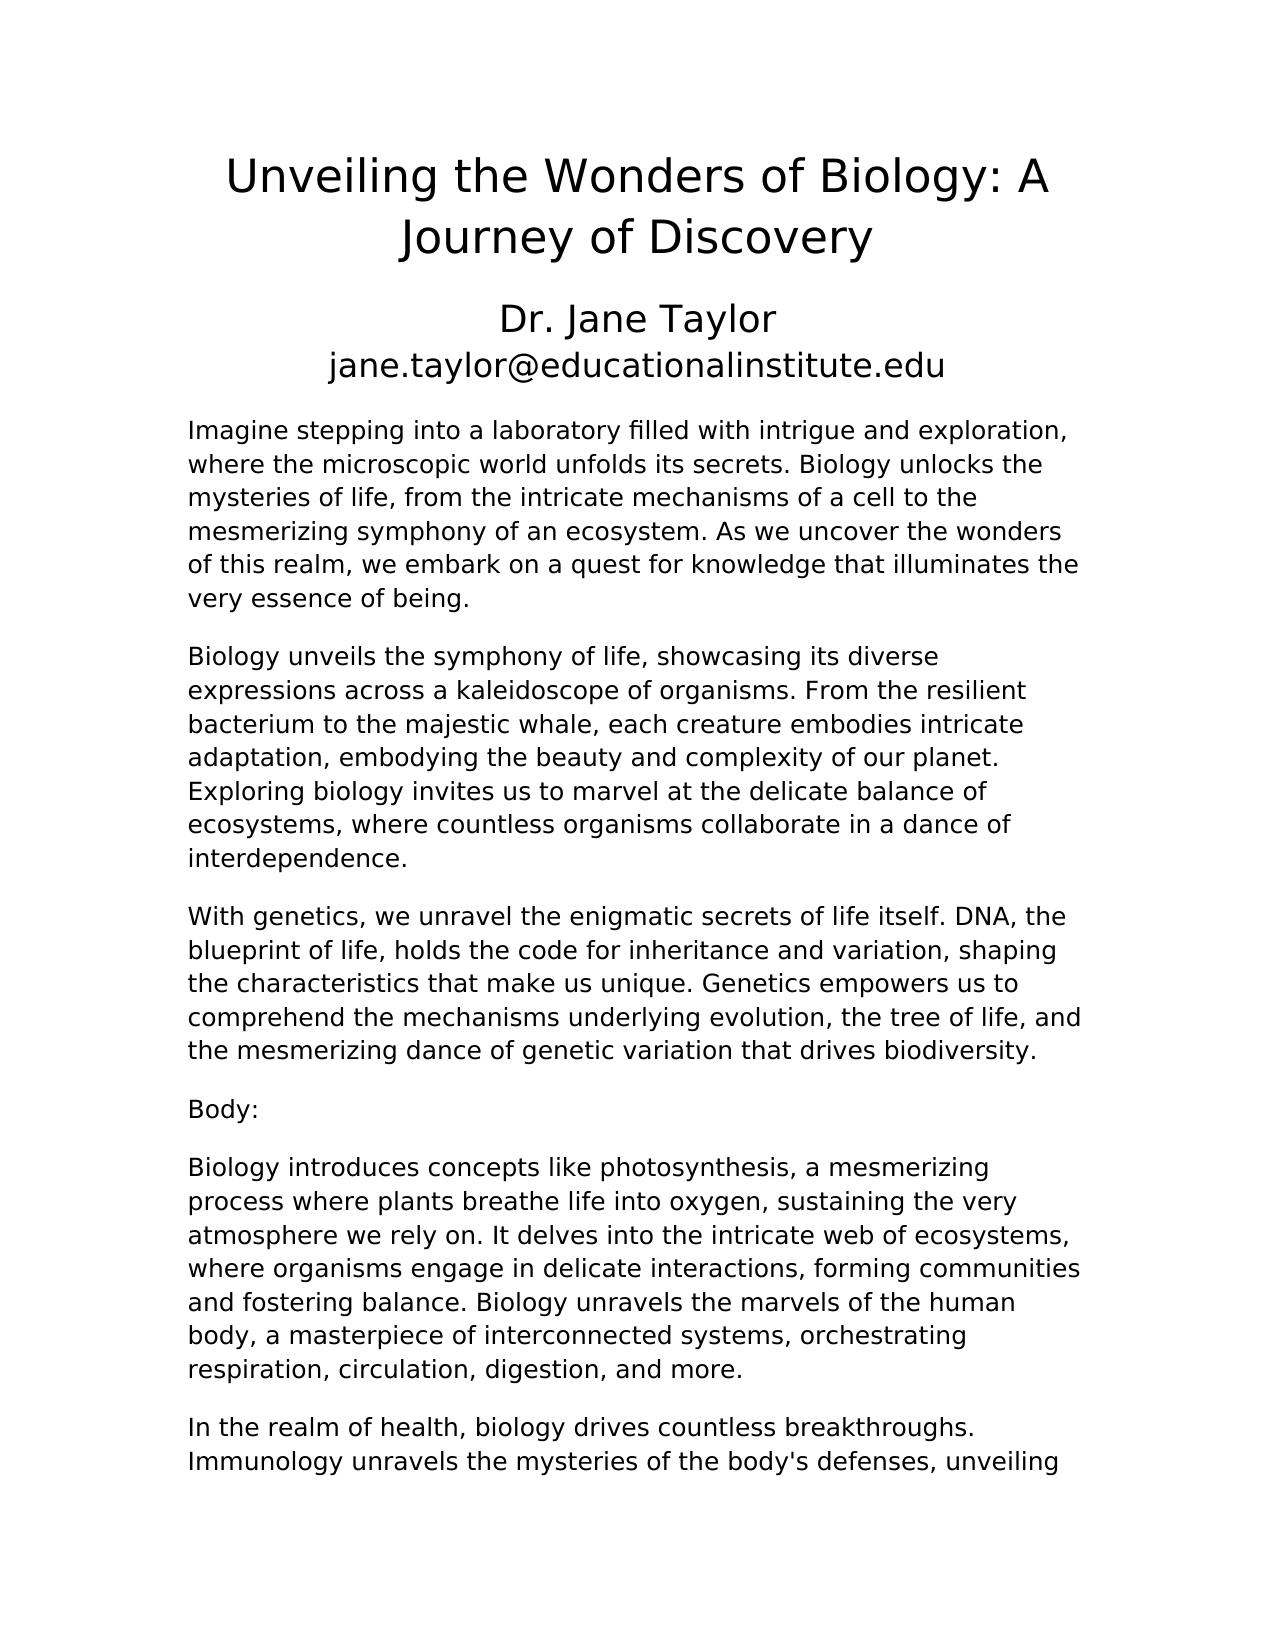 Unveiling the Wonders of Biology: A
Journey of Discovery
Dr. Jane Taylor
jane.taylor@educationalinstitute.edu
Imagine stepping into a laboratory filled with intrigue and exploration,
where the microscopic world unfolds its secrets. Biology unlocks the
mysteries of life, from the intricate mechanisms of a cell to the
mesmerizing symphony of an ecosystem. As we uncover the wonders
of this realm, we embark on a quest for knowledge that illuminates the
very essence of being.
Biology unveils the symphony of life, showcasing its diverse
expressions across a kaleidoscope of organisms. From the resilient
bacterium to the majestic whale, each creature embodies intricate
adaptation, embodying the beauty and complexity of our planet.
Exploring biology invites us to marvel at the delicate balance of
ecosystems, where countless organisms collaborate in a dance of
interdependence.
With genetics, we unravel the enigmatic secrets of life itself. DNA, the
blueprint of life, holds the code for inheritance and variation, shaping
the characteristics that make us unique. Genetics empowers us to
comprehend the mechanisms underlying evolution, the tree of life, and
the mesmerizing dance of genetic variation that drives biodiversity.
Body:
Biology introduces concepts like photosynthesis, a mesmerizing
process where plants breathe life into oxygen, sustaining the very
atmosphere we rely on. It delves into the intricate web of ecosystems,
where organisms engage in delicate interactions, forming communities
and fostering balance. Biology unravels the marvels of the human
body, a masterpiece of interconnected systems, orchestrating
respiration, circulation, digestion, and more.
In the realm of health, biology drives countless breakthroughs.
Immunology unravels the mysteries of the body's defenses, unveiling